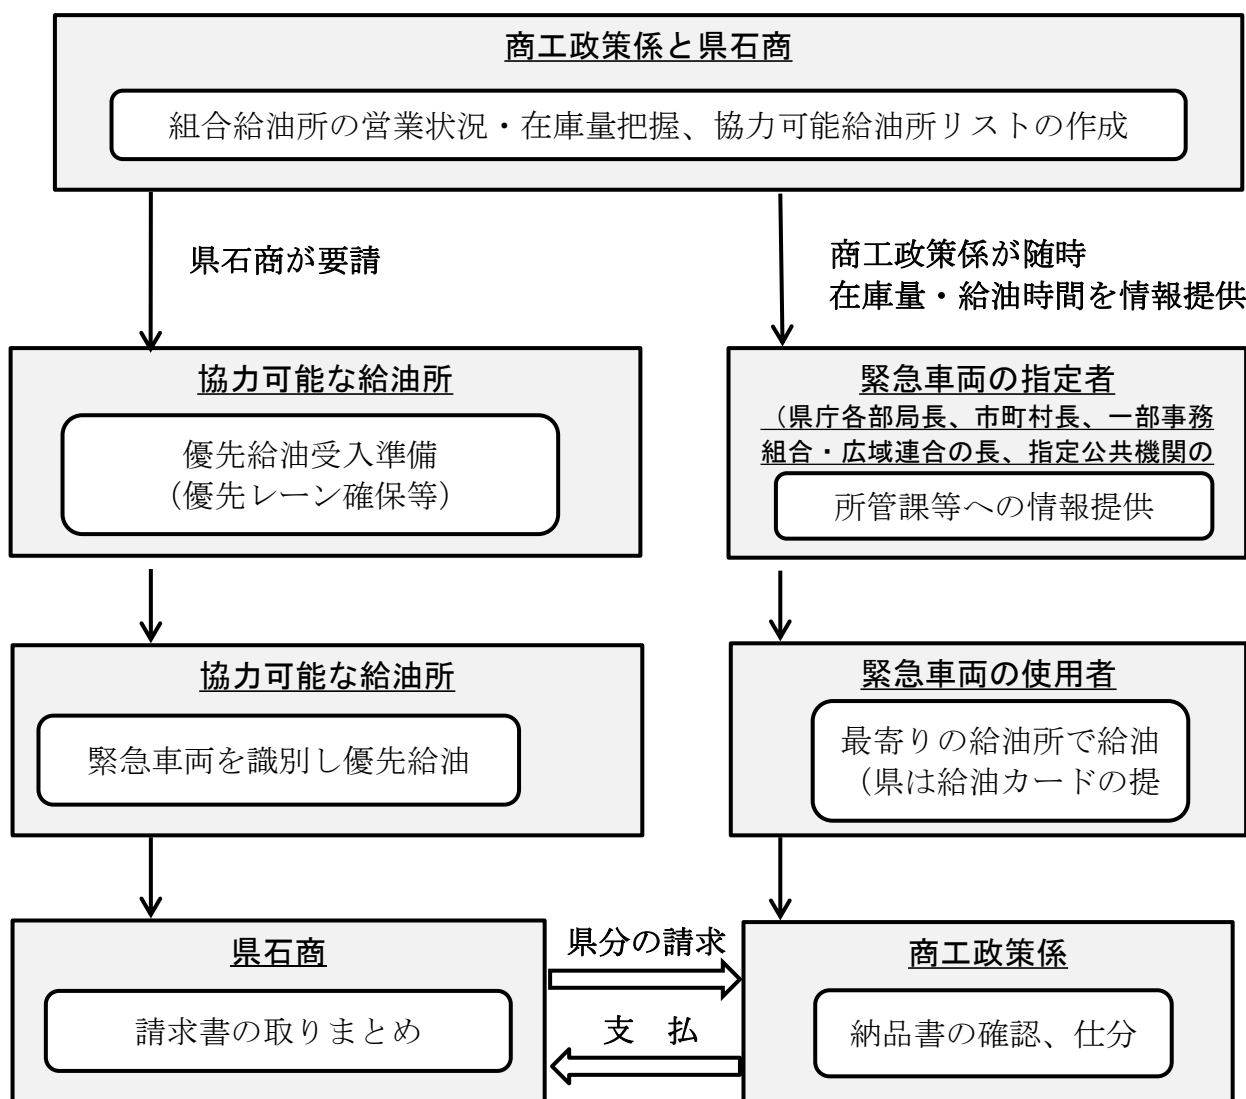 商工政策係と県石商
組合給油所の営業状況・在庫量把握、協力可能給油所リストの作成
県石商が要請
商工政策係が随時
在庫量・給油時間を情報提供
協力可能な給油所
優先給油受入準備
（優先レーン確保等）
緊急車両の指定者
（県庁各部局長、市町村長、一部事務
組合・広域連合の長、指定公共機関の
所管課等への情報提供
協力可能な給油所
緊急車両を識別し優先給油
緊急車両の使用者
最寄りの給油所で給油
（県は給油カードの提
県石商
請求書の取りまとめ
県分の請求
支　払
商工政策係
納品書の確認、仕分